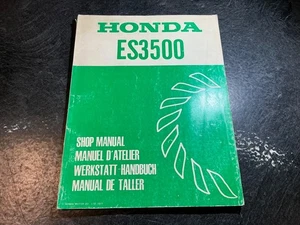 HONDA
ES3500
SHOP MANUAL
MANUEL D'ATELIER
WERKSTATT-HANDBUCH
MANUAL DE TALLER